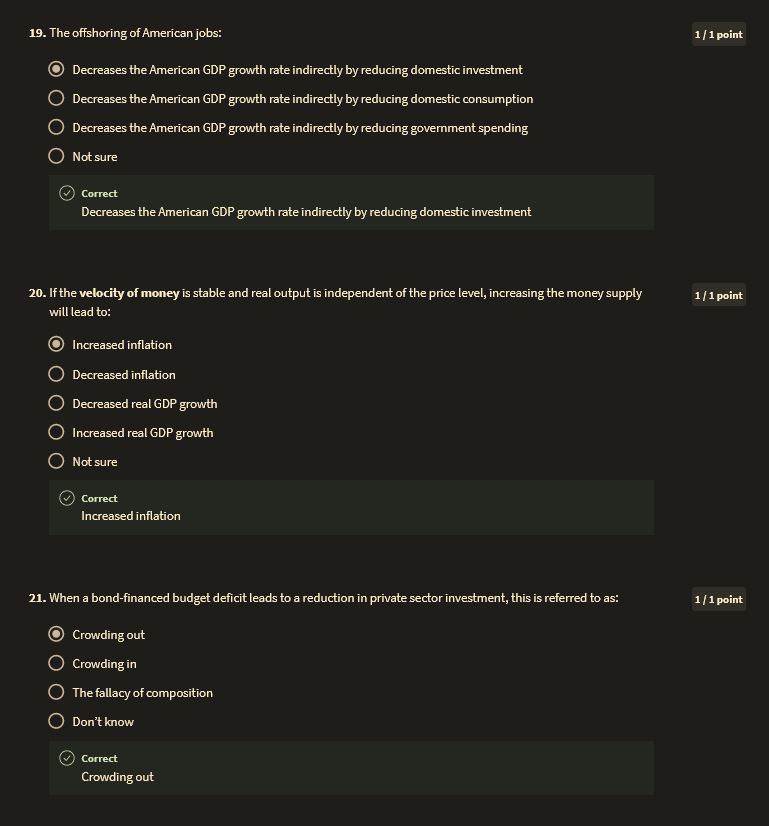 19. The offshoring of American jobs:
1 / 1 point
Decreases the American GDP growth rate indirectly by reducing domestic investment
Decreases the American GDP growth rate indirectly by reducing domestic consumption
Decreases the American GDP growth rate indirectly by reducing government spending
Not sure
Correct
Decreases the American GDP growth rate indirectly by reducing domestic investment
20. If the velocity of money is stable and real output is independent of the price level, increasing the money supply
will lead to:
1 / 1 point
Increased inflation
Decreased inflation
Decreased real GDP growth
Increased real GDP growth
Not sure
Correct
Increased inflation
21. When a bond-financed budget deficit leads to a reduction in private sector investment, this is referred to as:
1 / 1 point
Crowding out
Crowding in
The fallacy of composition
Don’t know
Correct
Crowding out